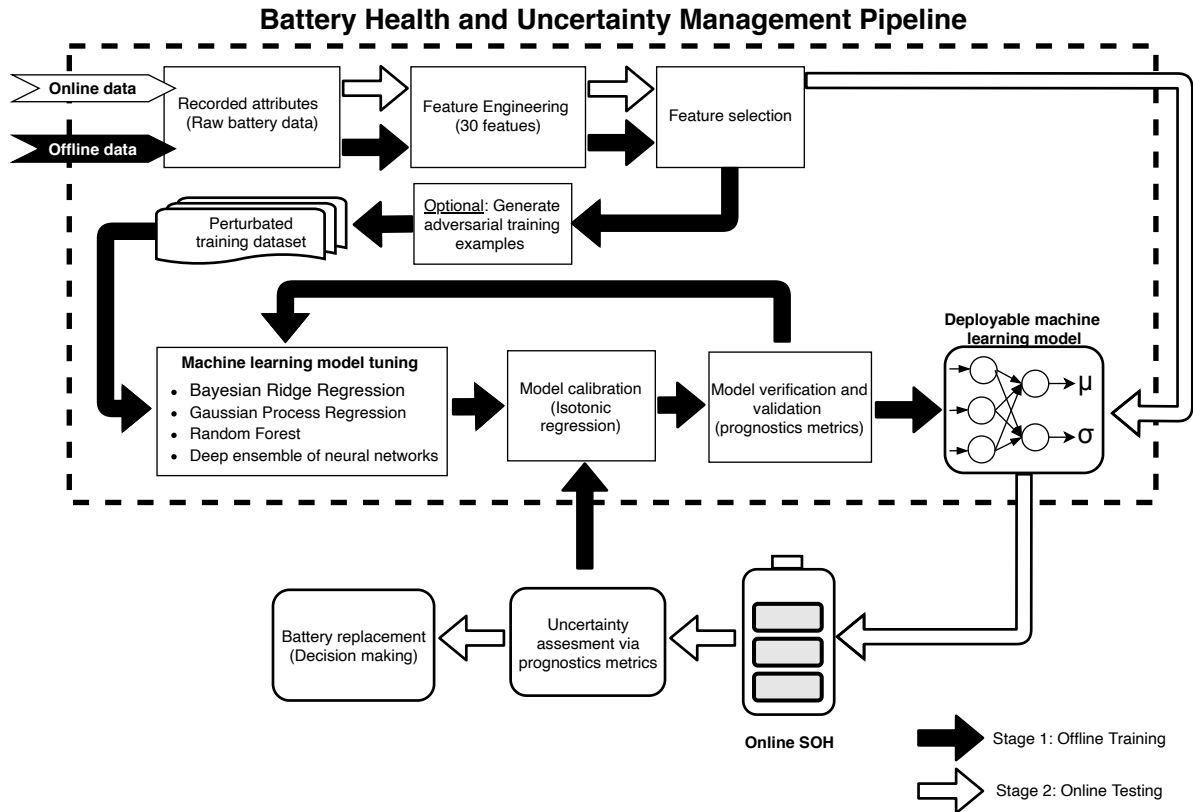 Battery Health and Uncertainty Management Pipeline
Online data
Offline data
Recorded attributes
(Raw battery data)
Feature Engineering
(30 featues)
Feature selection
Optional: Generate
adversarial training
examples
Perturbated
training dataset
Machine learning model tuning
• Bayesian Ridge Regression
• Gaussian Process Regression
• Random Forest
• Deep ensemble of neural networks
Model calibration
(Isotonic
regression)
Model verification and
validation
(prognostics metrics)
Deployable machine
learning model
μ
σ
Battery replacement
(Decision making)
Uncertainty
assesment via
prognostics metrics
Online SOH
Stage 1: Offline Training
Stage 2: Online Testing